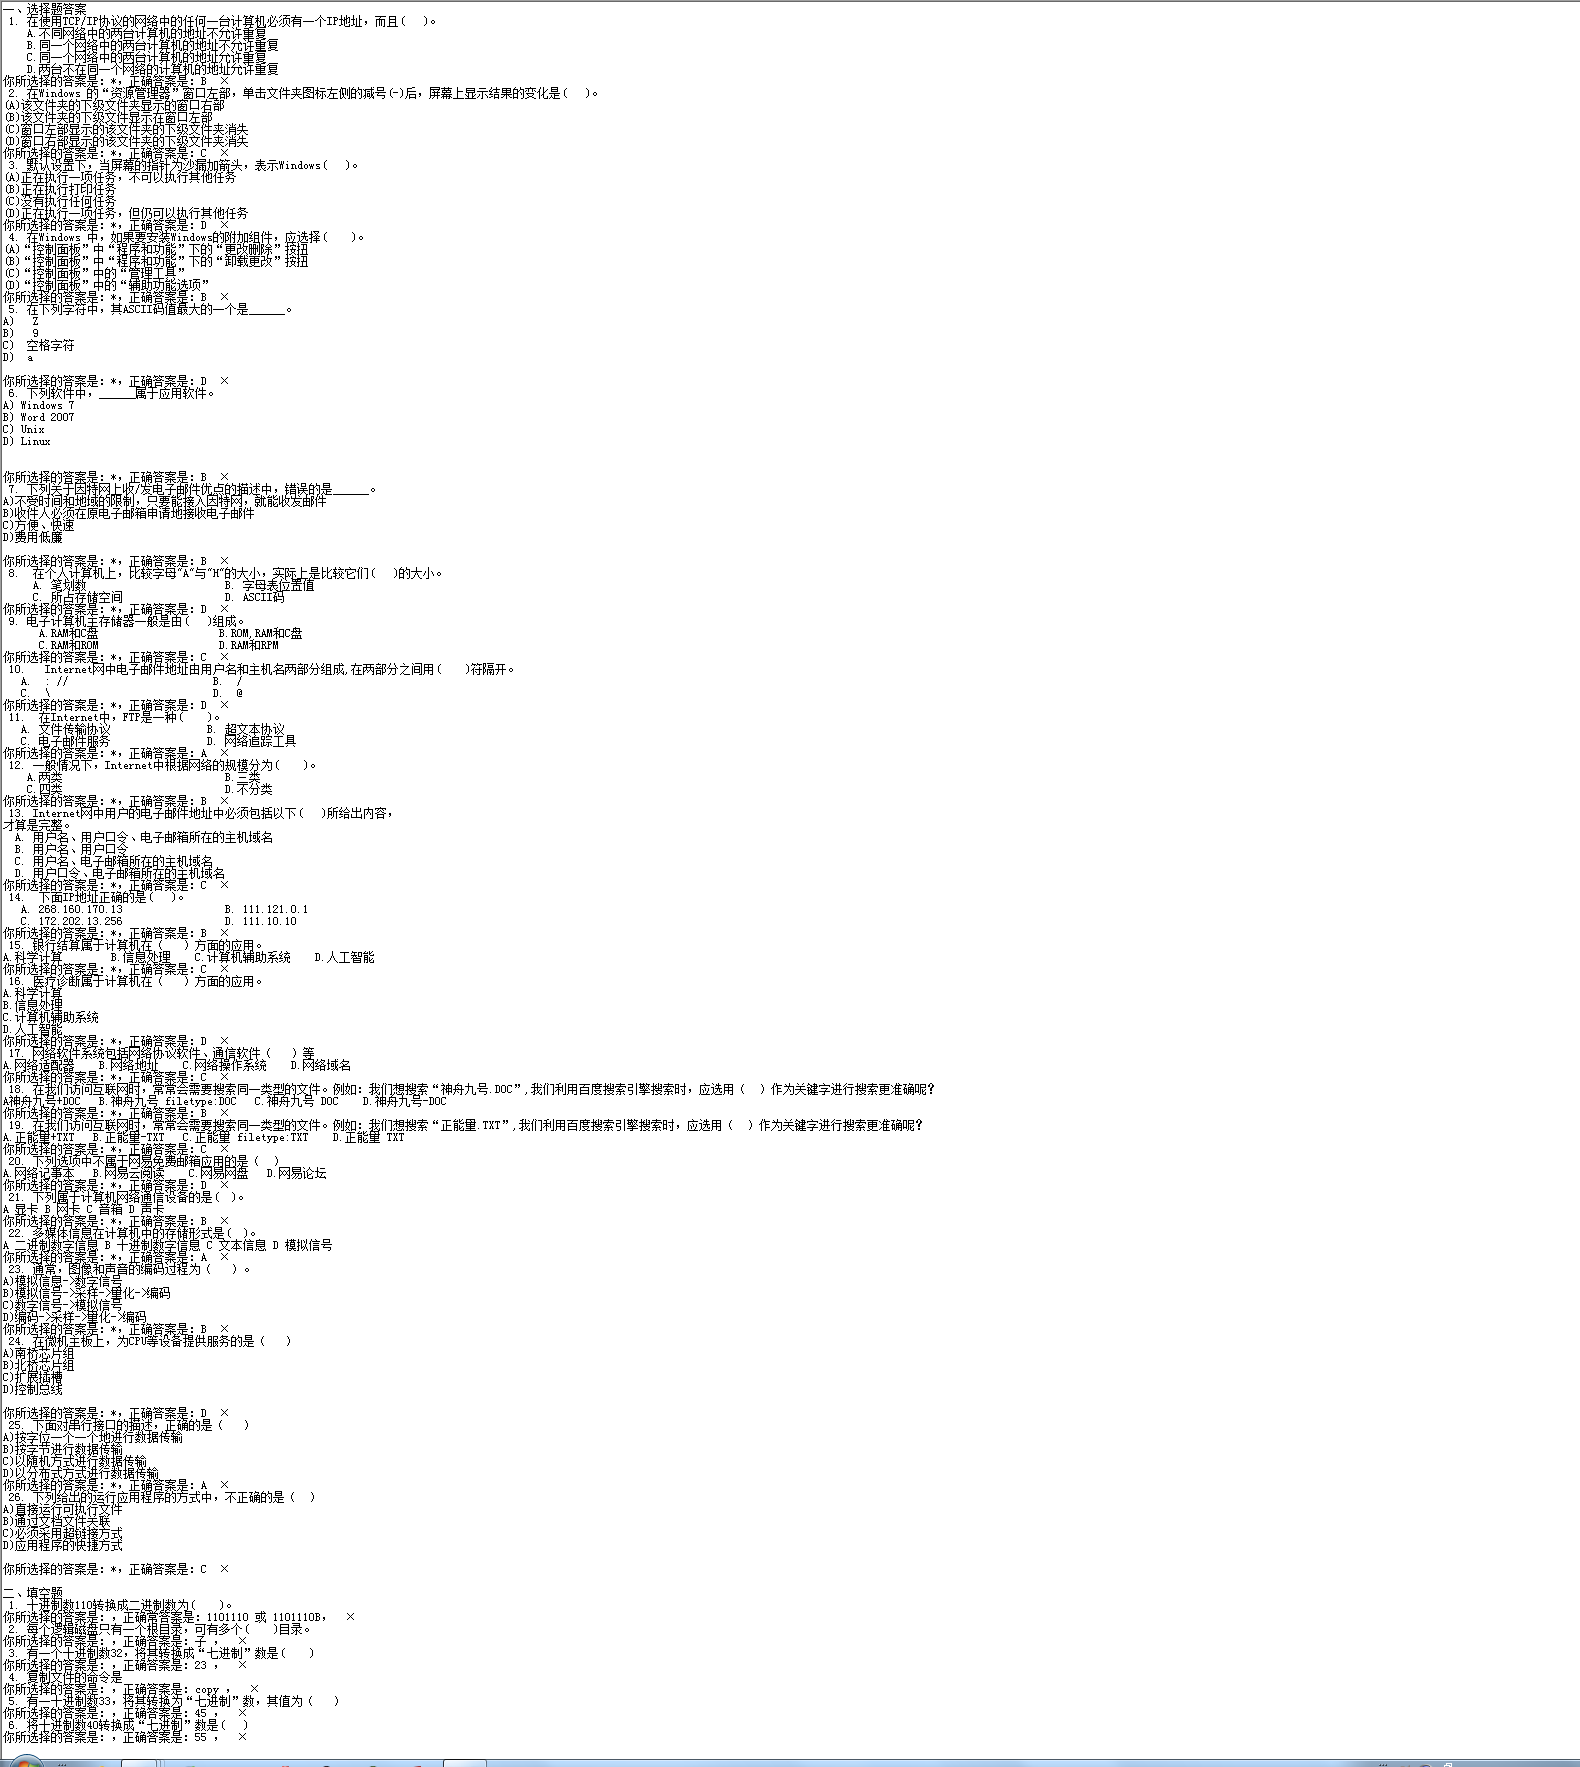 一、选择题答案
1. 在使用TCP/IP协议的网络中的任何一台计算机必须有一个IP地址，而且(   )。
A.不同网络中的两台计算机的地址不允许重复
B.同一个网络中的两台计算机的地址不允许重复
C.同一个网络中的两台计算机的地址允许重复
D.两台不在同一个网络的计算机的地址允许重复
你所选择的答案是：*，正确答案是：B  ×
2. 在Windows 的“资源管理器”窗口左部，单击文件夹图标左侧的减号(-)后，屏幕上显示结果的变化是(   )。
(A)该文件夹的下级文件夹显示的窗口右部
(B)该文件夹的下级文件显示在窗口左部
(C)窗口左部显示的该文件夹的下级文件夹消失
(D)窗口右部显示的该文件夹的下级文件夹消失
你所选择的答案是：*，正确答案是：C  ×
3. 默认设置下，当屏幕的指针为沙漏加箭头，表示Windows(   )。
(A)正在执行一项任务，不可以执行其他任务
(B)正在执行打印任务
(C)没有执行任何任务
(D)正在执行一项任务，但仍可以执行其他任务
你所选择的答案是：*，正确答案是：D  ×
4. 在Windows 中，如果要安装Windows的附加组件，应选择(    )。
(A)“控制面板”中“程序和功能”下的“更改删除”按扭
(B)“控制面板”中“程序和功能”下的“卸载更改”按扭
(C)“控制面板”中的“管理工具”
(D)“控制面板”中的“辅助功能选项”
你所选择的答案是：*，正确答案是：B  ×
5. 在下列字符中，其ASCII码值最大的一个是______。
A)   Z
B)   9
C)  空格字符
D)  a
你所选择的答案是：*，正确答案是：D  ×
6. 下列软件中，______属于应用软件。
A) Windows 7
B) Word 2007
C) Unix
D) Linux
你所选择的答案是：*，正确答案是：B  ×
7. 下列关于因特网上收/发电子邮件优点的描述中，错误的是______。
A)不受时间和地域的限制，只要能接入因特网，就能收发邮件
B)收件人必须在原电子邮箱申请地接收电子邮件
C)方便、快速
D)费用低廉
你所选择的答案是：*，正确答案是：B  ×
8.  在个人计算机上，比较字母"A"与"H"的大小，实际上是比较它们(   )的大小。
A. 笔划数    B. 字母表位置值
C. 所占存储空间    D. ASCII码
你所选择的答案是：*，正确答案是：D  ×
9. 电子计算机主存储器一般是由(   )组成。
A.RAM和C盘    B.ROM,RAM和C盘
C.RAM和ROM    D.RAM和RPM
你所选择的答案是：*，正确答案是：C  ×
10.   Internet网中电子邮件地址由用户名和主机名两部分组成,在两部分之间用(    )符隔开。
A.  : //    B.  /
C.  \    D.  @
你所选择的答案是：*，正确答案是：D  ×
11.  在Internet中，FTP是一种(    )。
A. 文件传输协议    B. 超文本协议
C. 电子邮件服务    D. 网络追踪工具
你所选择的答案是：*，正确答案是：A  ×
12. 一般情况下，Internet中根据网络的规模分为(    )。
A.两类    B.三类
C.四类    D.不分类
你所选择的答案是：*，正确答案是：B  ×
13. Internet网中用户的电子邮件地址中必须包括以下(   )所给出内容，
才算是完整。
A. 用户名、用户口令、电子邮箱所在的主机域名
B. 用户名、用户口令
C. 用户名、电子邮箱所在的主机域名
D. 用户口令、电子邮箱所在的主机域名
你所选择的答案是：*，正确答案是：C  ×
14.  下面IP地址正确的是(   )。
A. 268.160.170.13    B. 111.121.0.1
C. 172.202.13.256    D. 111.10.10
你所选择的答案是：*，正确答案是：B  ×
15. 银行结算属于计算机在（   ）方面的应用。
A.科学计算    B.信息处理    C.计算机辅助系统    D.人工智能
你所选择的答案是：*，正确答案是：C  ×
16. 医疗诊断属于计算机在（   ）方面的应用。
A.科学计算
B.信息处理
C.计算机辅助系统
D.人工智能
你所选择的答案是：*，正确答案是：D  ×
17. 网络软件系统包括网络协议软件、通信软件（   ）等
A.网络适配器    B.网络地址    C.网络操作系统    D.网络域名
你所选择的答案是：*，正确答案是：C  ×
18. 在我们访问互联网时，常常会需要搜索同一类型的文件。例如：我们想搜索“神舟九号.DOC”,我们利用百度搜索引擎搜索时，应选用（  ）作为关键字进行搜索更准确呢？
A神舟九号+DOC   B.神舟九号 filetype:DOC   C.神舟九号 DOC    D.神舟九号-DOC
你所选择的答案是：*，正确答案是：B  ×
19. 在我们访问互联网时，常常会需要搜索同一类型的文件。例如：我们想搜索“正能量.TXT”,我们利用百度搜索引擎搜索时，应选用（  ）作为关键字进行搜索更准确呢？
A.正能量+TXT   B.正能量-TXT   C.正能量 filetype:TXT    D.正能量 TXT
你所选择的答案是：*，正确答案是：C  ×
20. 下列选项中不属于网易免费邮箱应用的是（  ）
A.网络记事本   B.网易云阅读    C.网易网盘   D.网易论坛
你所选择的答案是：*，正确答案是：D  ×
21. 下列属于计算机网络通信设备的是(  )。
A 显卡 B 网卡 C 音箱 D 声卡
你所选择的答案是：*，正确答案是：B  ×
22. 多媒体信息在计算机中的存储形式是(  )。
A 二进制数字信息 B 十进制数字信息 C 文本信息 D 模拟信号
你所选择的答案是：*，正确答案是：A  ×
23. 通常，图像和声音的编码过程为（   ）。
A)模拟信息->数字信号
B)模拟信号->采样->量化->编码
C)数字信号->模拟信号
D)编码->采样->量化->编码
你所选择的答案是：*，正确答案是：B  ×
24. 在微机主板上，为CPU等设备提供服务的是（   ）
A)南桥芯片组
B)北桥芯片组
C)扩展插槽
D)控制总线
你所选择的答案是：*，正确答案是：D  ×
25. 下面对串行接口的描述，正确的是（   ）
A)按字位一个一个地进行数据传输
B)按字节进行数据传输
C)以随机方式进行数据传输
D)以分布式方式进行数据传输
你所选择的答案是：*，正确答案是：A  ×
26. 下列给出的运行应用程序的方式中，不正确的是（  ）
A)直接运行可执行文件
B)通过文档文件关联
C)必须采用超链接方式
D)应用程序的快捷方式
你所选择的答案是：*，正确答案是：C  ×
二、填空题
1. 十进制数110转换成二进制数为(    )。
你所选择的答案是：，正确常答案是：1101110 或 1101110B，  ×
2. 每个逻辑磁盘只有一个根目录，可有多个(    )目录。
你所选择的答案是：，正确答案是：子 ，  ×
3. 有一个十进制数32，将其转换成“七进制”数是(    )
你所选择的答案是：，正确答案是：23 ，  ×
4. 复制文件的命令是
你所选择的答案是：，正确答案是：copy ，  ×
5. 有一十进制数33，将其转换为“七进制”数，其值为（   ）
你所选择的答案是：，正确答案是：45 ，  ×
6. 将十进制数40转换成“七进制”数是(   )
你所选择的答案是：，正确答案是：55 ，  ×